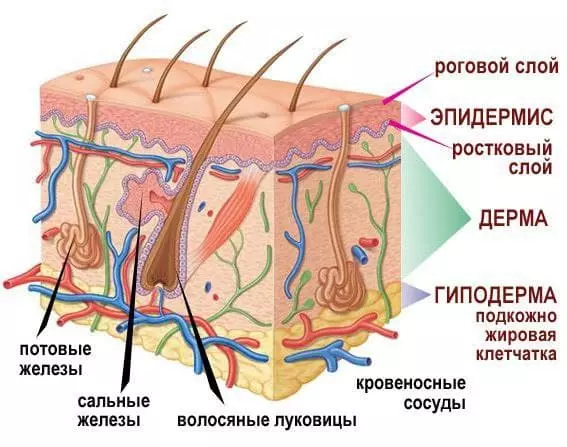 роговой слой
ЭПИДЕРМИС
ростковый
слой
ДЕРМА
ГИПОДЕРМА
подкожно
жировая
клетчатка
потовые
железы
сальные
железы
волосяные луковицы
кровеносные
сосуды